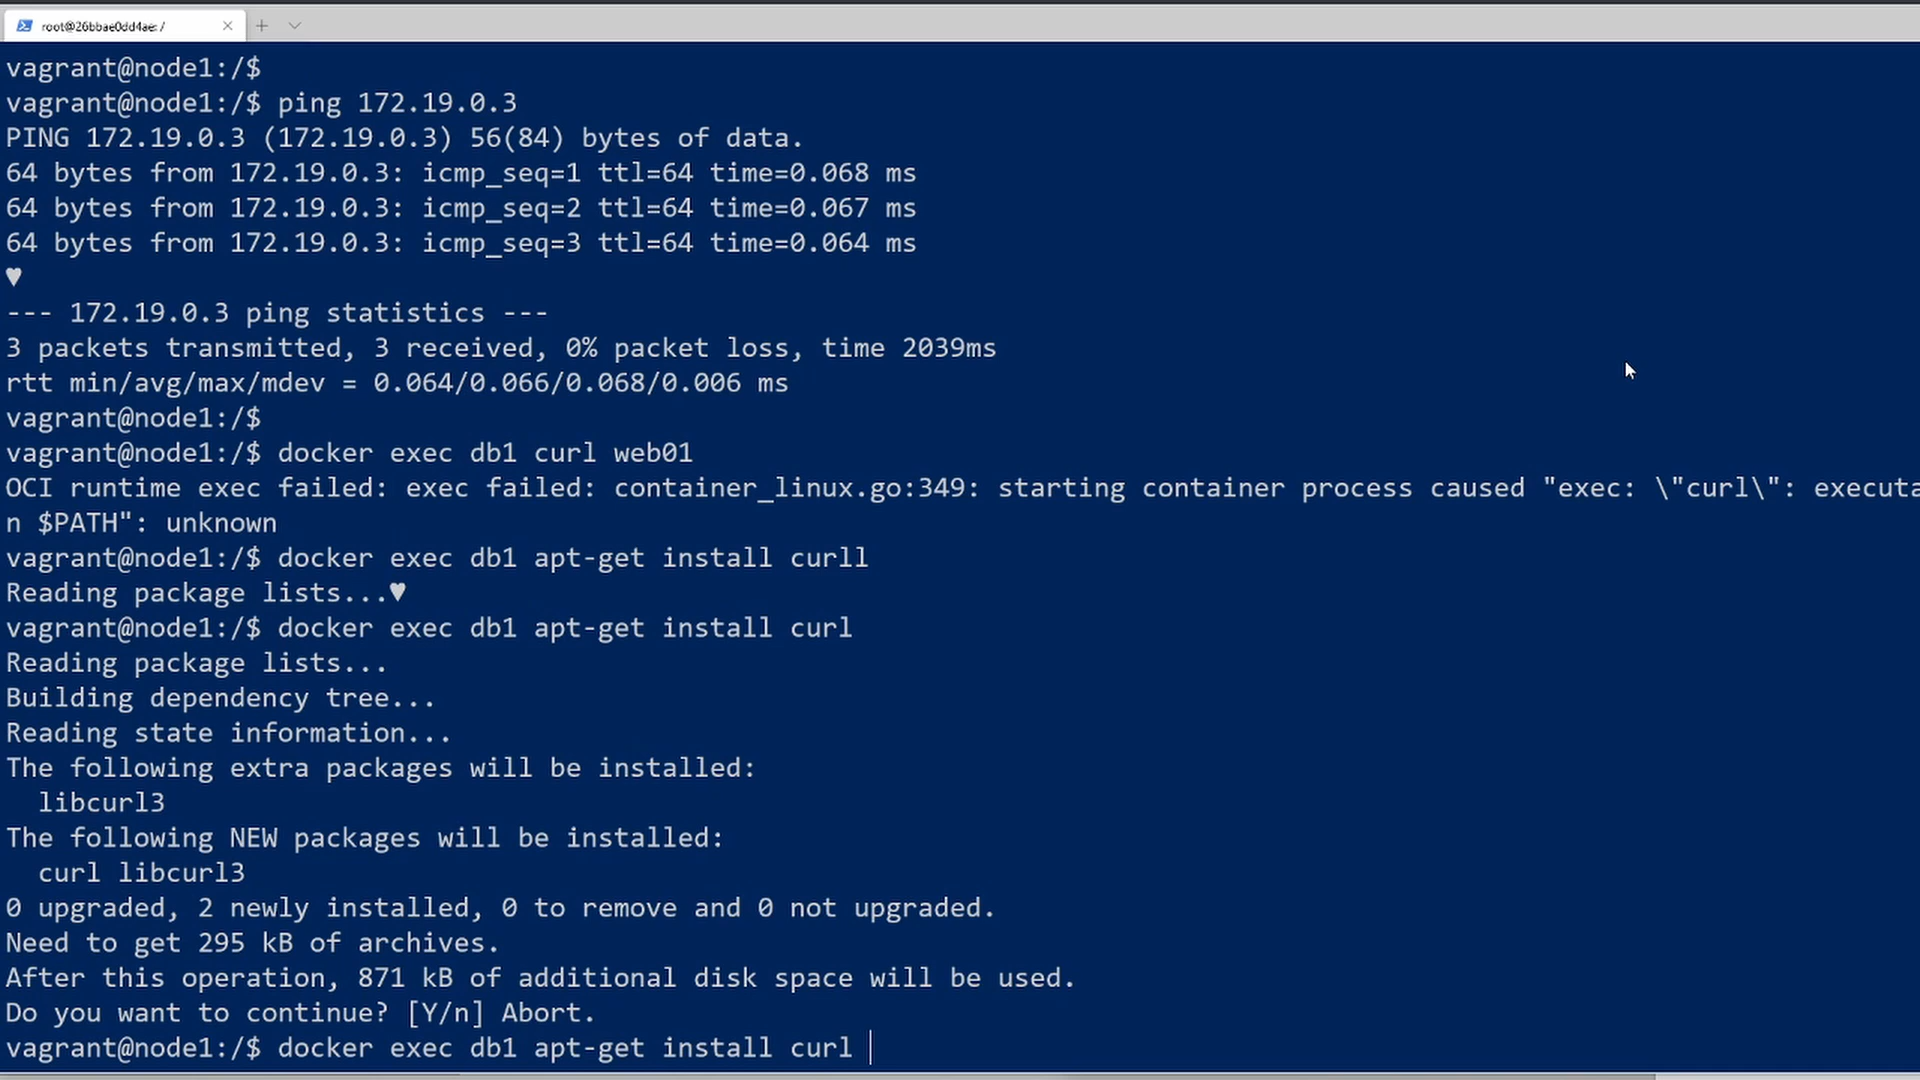 root@26bbae0dd4ae: /
vagrant@node1:/$
vagrant@node1:/$ ping 172.19.0.3
PING 172.19.0.3 (172.19.0.3) 56(84) bytes of data.
64 bytes from 172.19.0.3: icmp_seq=1 ttl=64 time=0.068 ms
64 bytes from 172.19.0.3: icmp_seq=2 ttl=64 time=0.067 ms
64 bytes from 172.19.0.3: icmp_seq=3 ttl=64 time=0.064 ms
♥
--- 172.19.0.3 ping statistics ---
3 packets transmitted, 3 received, 0% packet loss, time 2039ms
rtt min/avg/max/mdev = 0.064/0.066/0.068/0.006 ms
vagrant@node1:/$
vagrant@node1:/$ docker exec db1 curl web01
OCI runtime exec failed: exec failed: container_linux.go:349: starting container process caused "exec: \"curl\": executa
n $PATH": unknown
vagrant@node1:/$ docker exec db1 apt-get install curll
Reading package lists...♥
vagrant@node1:/$ docker exec db1 apt-get install curl
Reading package lists...
Building dependency tree...
Reading state information...
The following extra packages will be installed:
  libcurl3
The following NEW packages will be installed:
  curl libcurl3
0 upgraded, 2 newly installed, 0 to remove and 0 not upgraded.
Need to get 295 kB of archives.
After this operation, 871 kB of additional disk space will be used.
Do you want to continue? [Y/n] Abort.
vagrant@node1:/$ docker exec db1 apt-get install curl